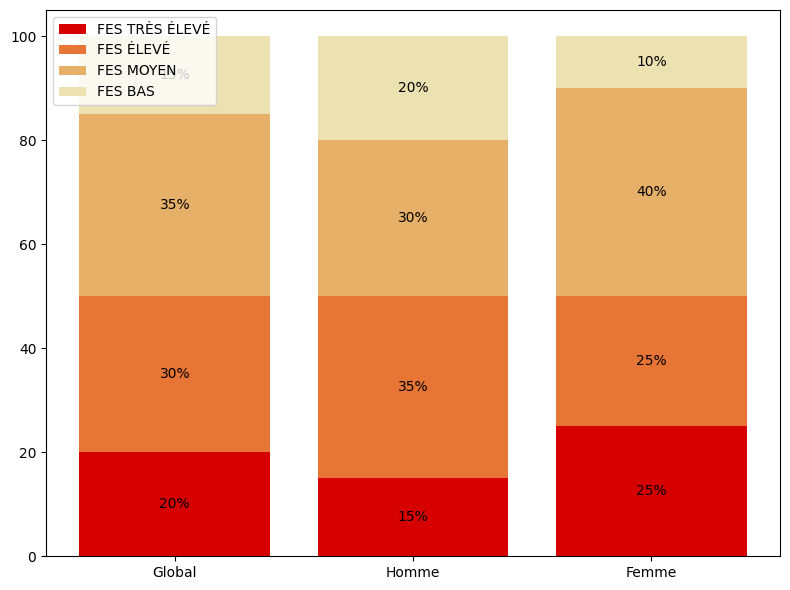 FES TRÈS ÉLEVÉ
FES ÉLEVÉ
FES MOYEN
FES BAS
100
80
60
40
20
0
15%
35%
30%
20%
20%
30%
35%
15%
10%
40%
25%
25%
Global
Homme
Femme